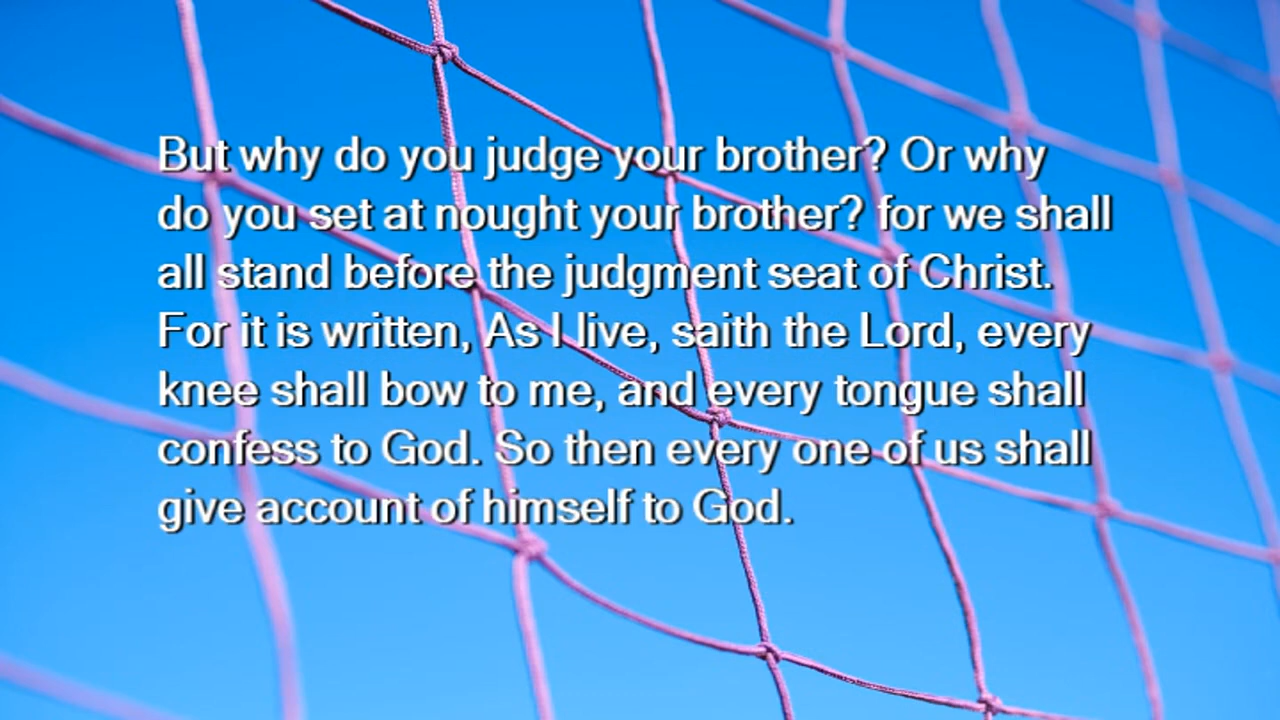 But why do you judge your brother? Or why
do you set at nought your brother? for we shall
all stand before the judgment seat of Christ.
For it is written, As I live, saith the Lord, every
knee shall bow to me, and every tongue shall
confess to God. So then every one of us shall
give account of himself to God.